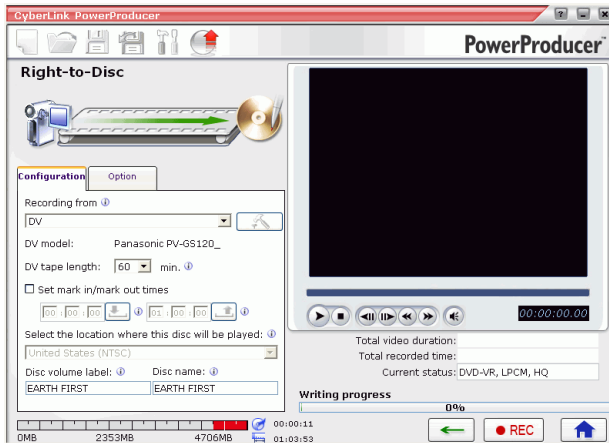 CyberLink PowerProducer
PowerProducer™
Right-to-Disc
Configuration
Option
Recording from
DV
DV model: Panasonic PV-GS120_
DV tape length: 60 min.
Set mark in/mark out times
00 : 00 : 00 01 : 00 : 00
Select the location where this disc will be played:
United States (NTSC)
Disc volume label: Disc name:
EARTH FIRST EARTH FIRST
00:00:00.00
Total video duration:
Total recorded time:
Current status: DVD-VR, LPCM, HQ
Writing progress
0%
00:00:11
0MB 2353MB 4706MB 01:03:53
REC